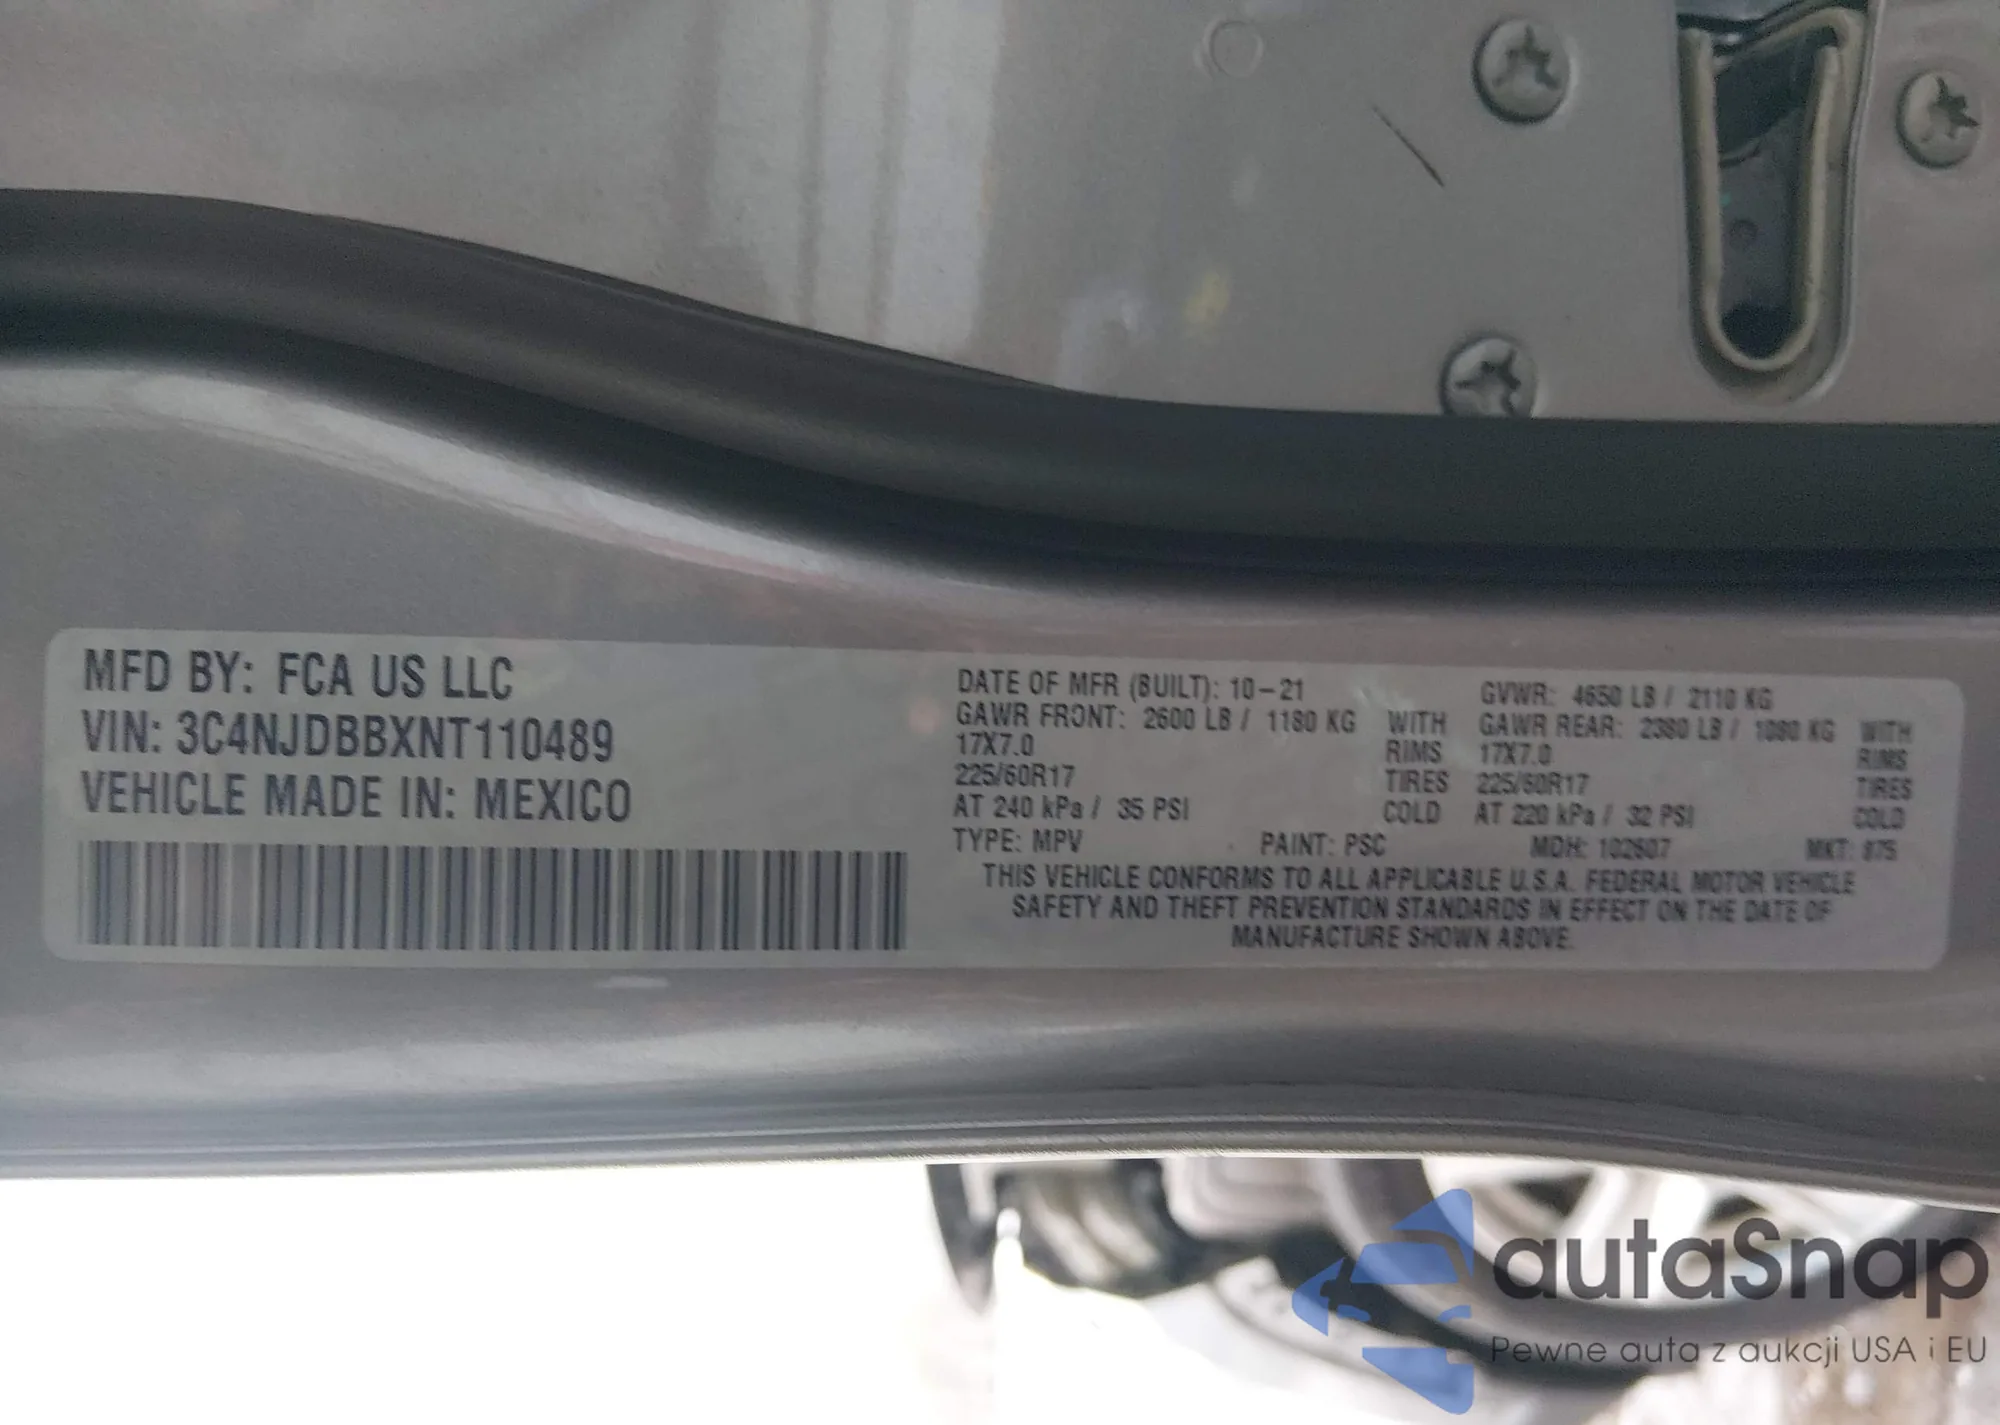 MFD BY: FCA US LLC
VIN: 3C4NJDBBXNT110489
VEHICLE MADE IN: MEXICO
DATE OF MFR (BUILT): 10-21
GVWR: 4650 LB / 2110 KG
GAWR FRONT: 2600 LB / 1180 KG WITH
GAWR REAR: 2380 LB / 1080 KG WITH
17X7.0 RIMS
17X7.0 RIMS
225/60R17 TIRES
225/60R17 TIRES
AT 240 kPa / 35 PSI COLD
AT 220 kPa / 32 PSI COLD
TYPE: MPV PAINT: PSC MDH: 102607 MKT: 875
THIS VEHICLE CONFORMS TO ALL APPLICABLE U.S.A. FEDERAL MOTOR VEHICLE
SAFETY AND THEFT PREVENTION STANDARDS IN EFFECT ON THE DATE OF
MANUFACTURE SHOWN ABOVE.
autaSnap
Pewne auta z aukcji USA i EU